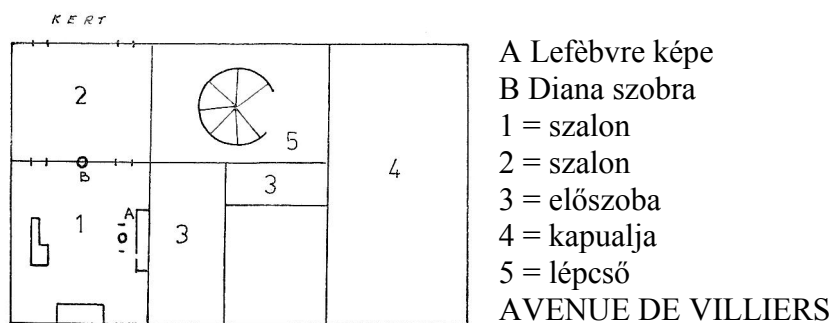 KERT
2
5
B
3
4
A
1
3
A Lefèbvre képe
B Diana szobra
1 = szalon
2 = szalon
3 = előszoba
4 = kapualja
5 = lépcső
AVENUE DE VILLIERS